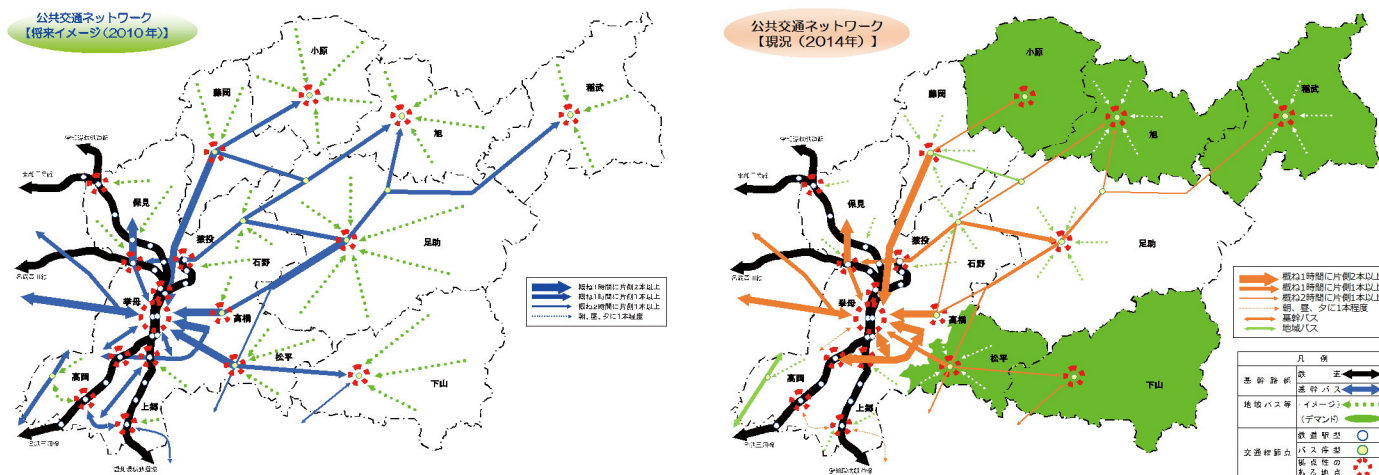 公共交通ネットワーク
【将来イメージ(2010年)】
小原
稲武
藤岡
旭
保見
猿投
足助
石野
挙母
高橋
松平
下山
高岡
上郷
概ね1時間に片側2本以上
概ね1時間に片側1本以上
概ね2時間に片側1本以上
朝、昼、夕に1本程度
公共交通ネットワーク
【現況(2014年)】
小原
稲武
藤岡
旭
保見
猿投
足助
石野
挙母
高橋
松平
下山
高岡
上郷
概ね1時間に片側2本以上
概ね1時間に片側1本以上
概ね2時間に片側1本以上
朝、昼、夕に1本程度
基幹バス
地域バス
凡例
基幹路線
鉄道
基幹バス
地域バス等
(イメージ)
(デマンド)
交通結節点
鉄道駅型
バス停型
拠点性の
ある地点